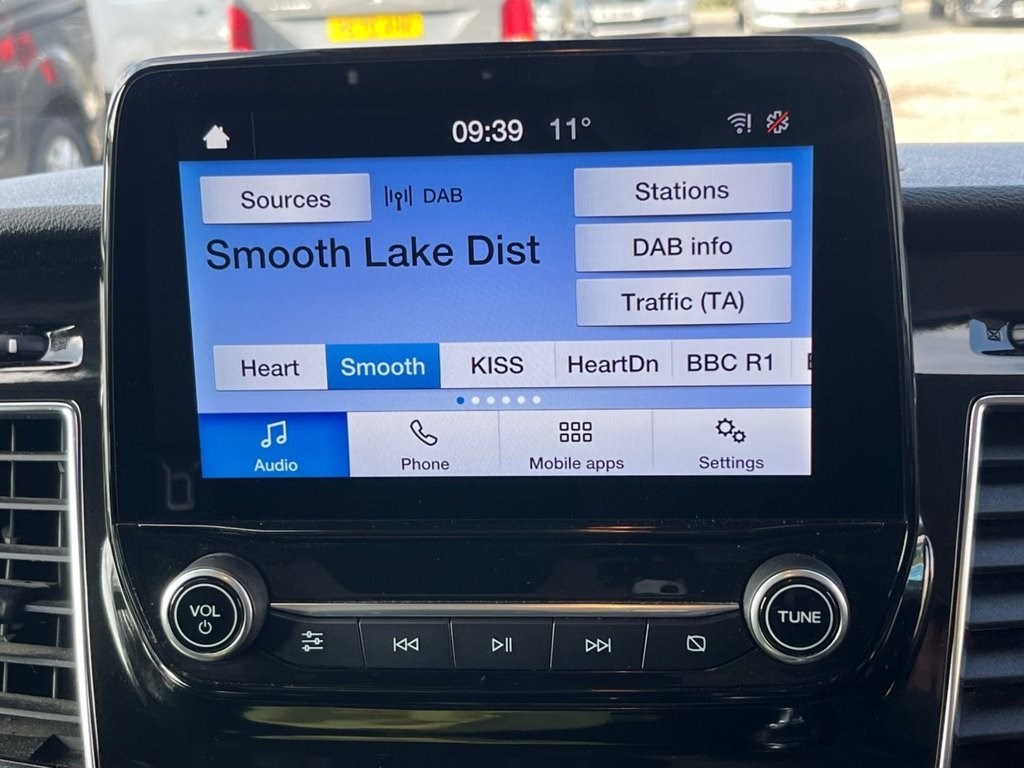 09:39 11°
Sources DAB Stations
Smooth Lake Dist DAB info
Traffic (TA)
Heart Smooth KISS HeartDn BBC R1
Audio Phone Mobile apps Settings
VOL TUNE